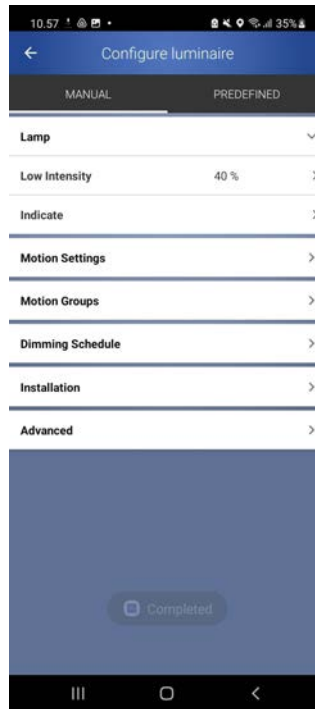 10.57
35%
Configure luminaire
MANUAL PREDEFINED
Lamp
Low Intensity 40 %
Indicate
Motion Settings
Motion Groups
Dimming Schedule
Installation
Advanced
Completed